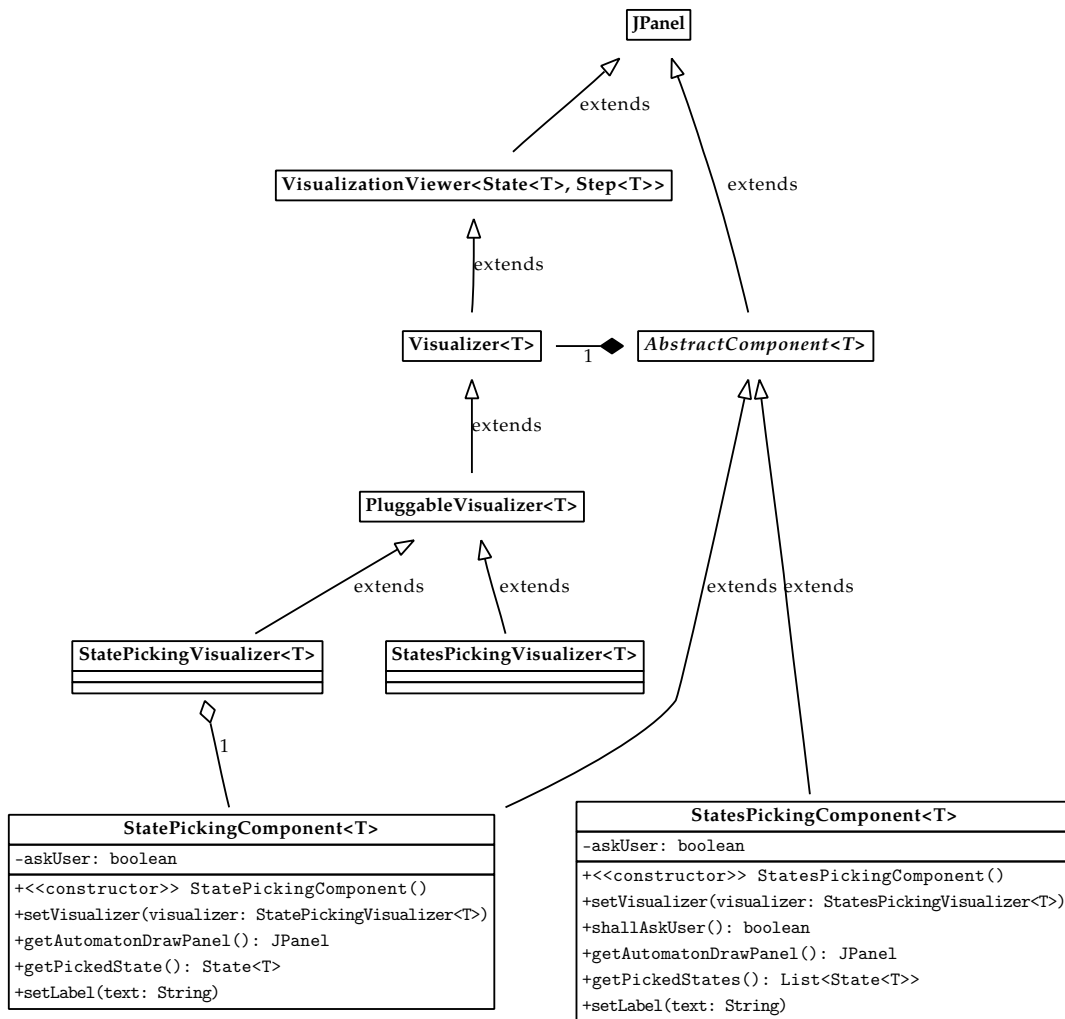 JPanel
extends
VisualizationViewer<State<T>, Step<T>>
extends
extends
Visualizer<T>
1
AbstractComponent<T>
extends
PluggableVisualizer<T>
extends
extends
extends
extends
StatePickingVisualizer<T>
StatesPickingVisualizer<T>
1
StatePickingComponent<T>
-askUser: boolean
+<<constructor>> StatePickingComponent()
+setVisualizer(visualizer: StatePickingVisualizer<T>)
+getAutomatonDrawPanel(): JPanel
+getPickedState(): State<T>
+setLabel(text: String)
StatesPickingComponent<T>
-askUser: boolean
+<<constructor>> StatesPickingComponent()
+setVisualizer(visualizer: StatesPickingVisualizer<T>)
+shallAskUser(): boolean
+getAutomatonDrawPanel(): JPanel
+getPickedStates(): List<State<T>>
+setLabel(text: String)